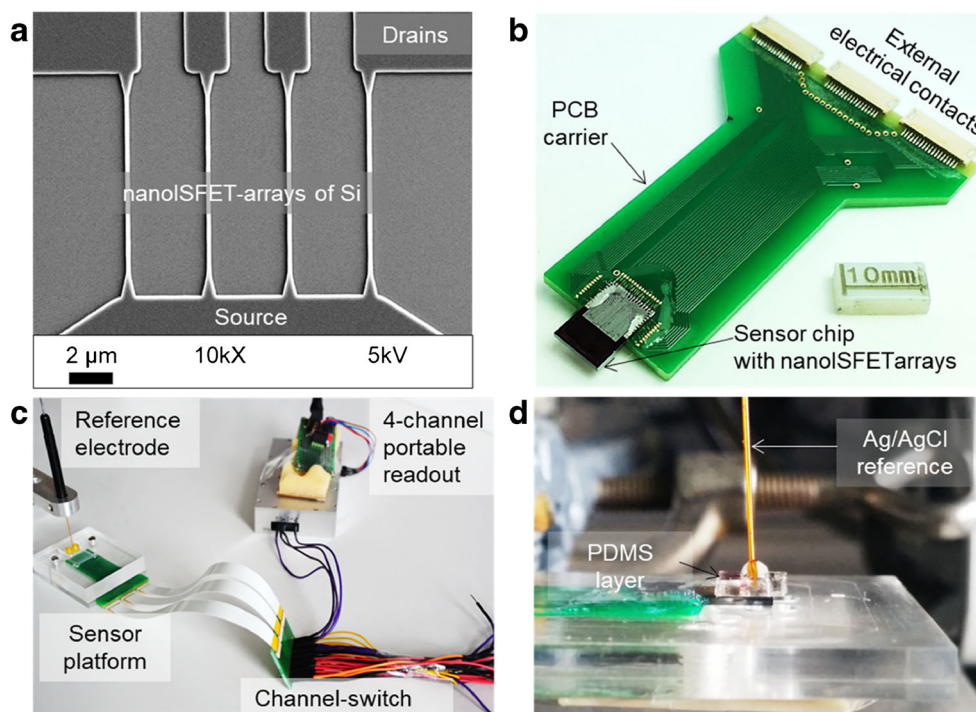 a
Drains
nanoISFET-arrays of Si
Source
2 µm 10kX 5kV
b
External
electrical contacts
PCB
carrier
10mm
Sensor chip
with nanoISFETarrays
c
Reference
electrode
4-channel
portable
readout
Sensor
platform
Channel-switch
d
Ag/AgCl
reference
PDMS
layer